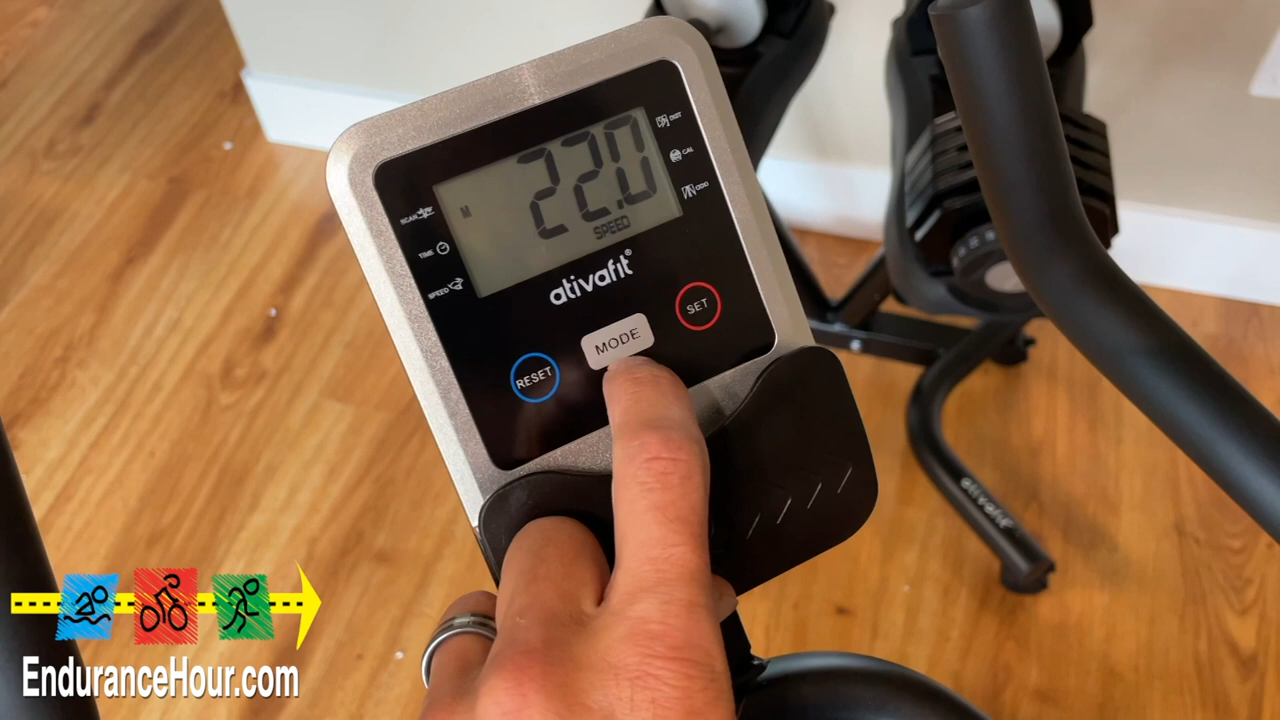 SCAN
TIME
SPEED
M
22.0
SPEED
DIST
CAL
ODO
ativafit®
RESET
MODE
SET
ativafit
EnduranceHour.com